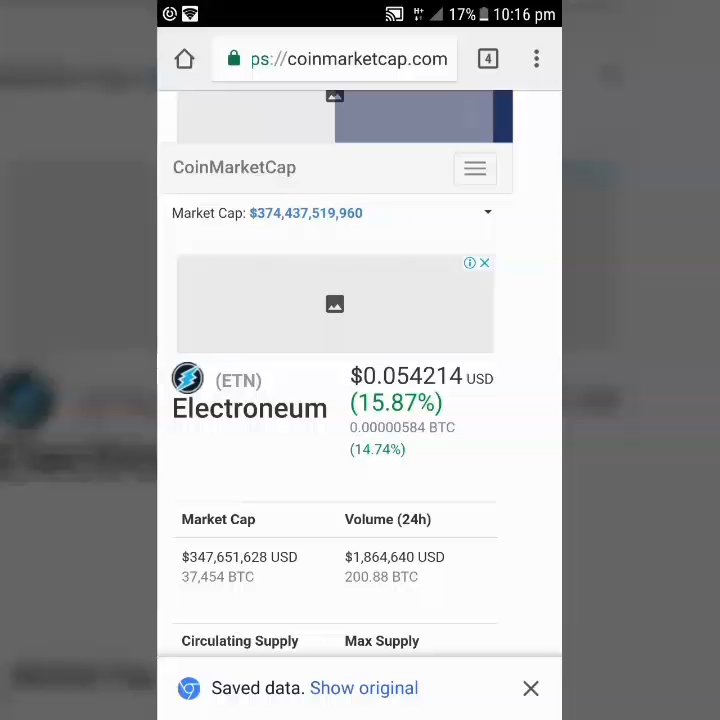 H+ 17% 10:16 pm
ps://coinmarketcap.com 4
CoinMarketCap
Market Cap: $374,437,519,960
(ETN) $0.054214 USD
Electroneum (15.87%)
0.00000584 BTC
(14.74%)
Market Cap Volume (24h)
$347,651,628 USD $1,864,640 USD
37,454 BTC 200.88 BTC
Circulating Supply Max Supply
Saved data. Show original